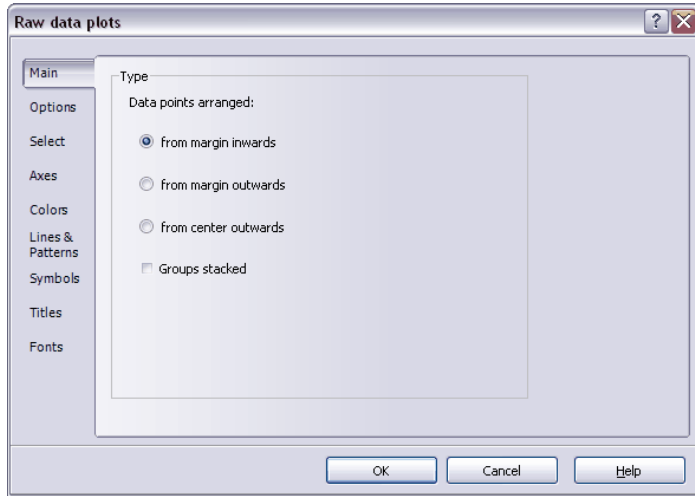 Raw data plots
?
Main
Options
Select
Axes
Colors
Lines &
Patterns
Symbols
Titles
Fonts
Type
Data points arranged:
from margin inwards
from margin outwards
from center outwards
Groups stacked
OK
Cancel
Help